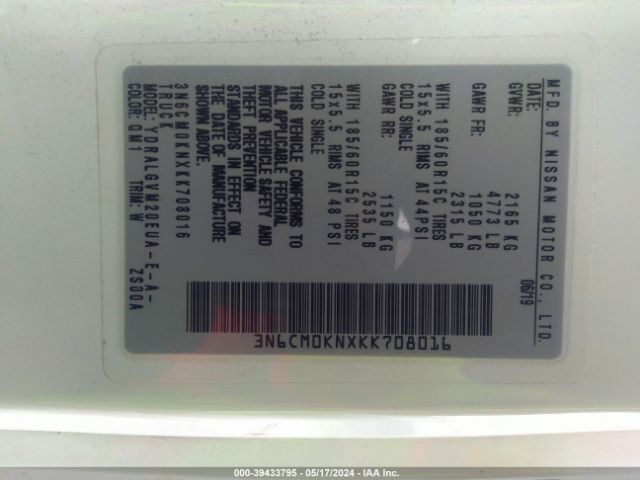 MFD. BY NISSAN MOTOR CO., LTD.
DATE: 06/19
GVWR: 2165 KG
4773 LB
GAWR FR: 1050 KG
2315 LB
WITH 185/60R15C TIRES
15x5.5 RIMS AT 44PSI
COLD SINGLE
GAWR RR: 1150 KG
2535 LB
WITH 185/60R15C TIRES
15x5.5 RIMS AT 48 PSI
COLD SINGLE
THIS VEHICLE CONFORMS TO
ALL APPLICABLE FEDERAL
MOTOR VEHICLE SAFETY AND
THEFT PREVENTION
STANDARDS IN EFFECT ON
THE DATE OF MANUFACTURE
SHOWN ABOVE.
3N6CM0KNXKK708016
TRUCK
MODEL: YDRALGVM20EUA-E-A-
COLOR: QM1 TRIM: W ZS00A
3N6CM0KNXKK708016
000-39433795 - 05/17/2024 - IAA Inc.